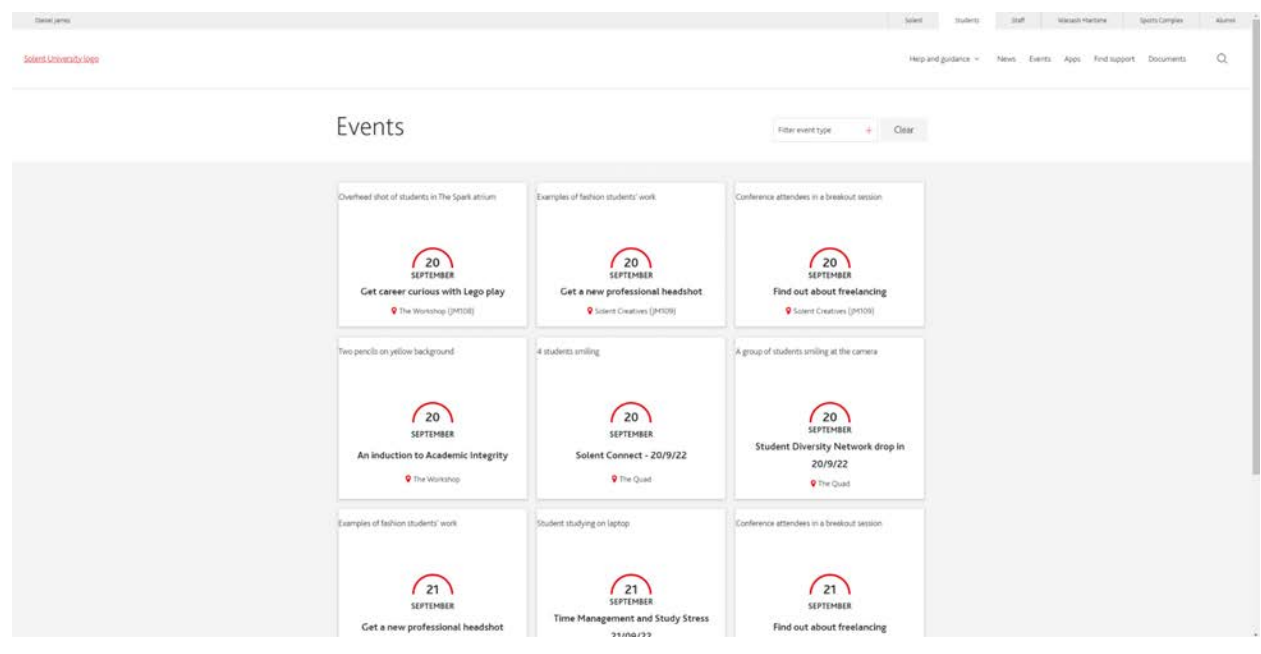 Daniel james
Solent Students Staff Warsash Maritime Sports Complex Alumni
Solent University logo
Help and guidance News Events Apps Find support Documents
Events
Filter event type + Clear
Overhead shot of students in The Spark atrium
20
SEPTEMBER
Get career curious with Lego play
The Workshop (JM108)
Examples of fashion students' work
20
SEPTEMBER
Get a new professional headshot
Solent Creatives (JM109)
Conference attendees in a breakout session
20
SEPTEMBER
Find out about freelancing
Solent Creatives (JM109)
Two pencils on yellow background
20
SEPTEMBER
An induction to Academic Integrity
The Workshop
4 students smiling
20
SEPTEMBER
Solent Connect - 20/9/22
The Quad
A group of students smiling at the camera
20
SEPTEMBER
Student Diversity Network drop in
20/9/22
The Quad
Examples of fashion students' work
21
SEPTEMBER
Get a new professional headshot
Student studying on laptop
21
SEPTEMBER
Time Management and Study Stress
21/09/22
Conference attendees in a breakout session
21
SEPTEMBER
Find out about freelancing